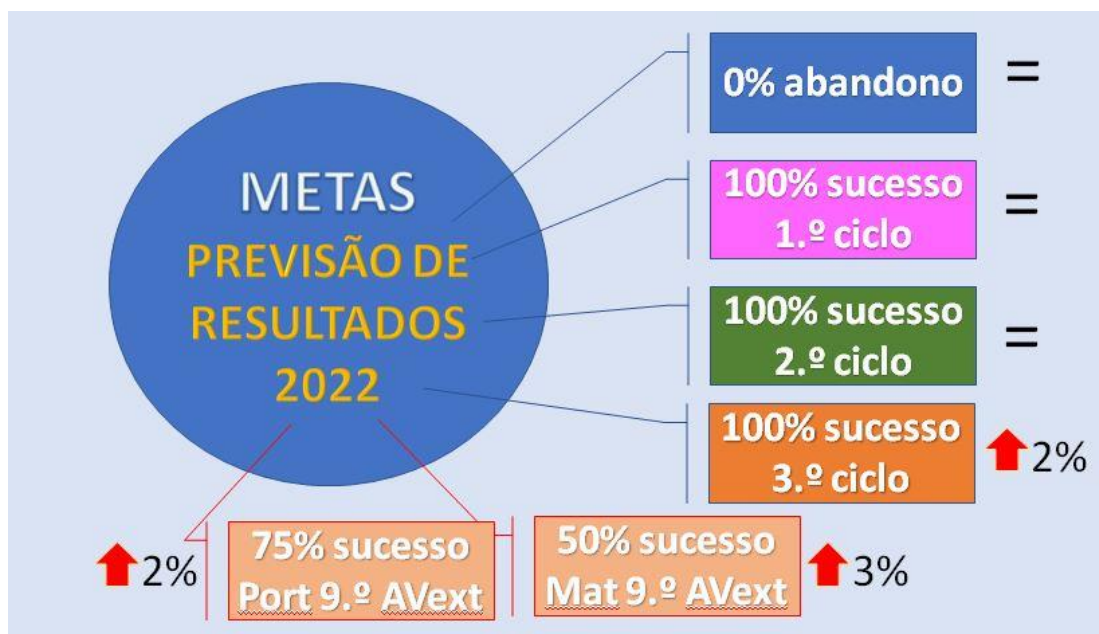 METAS
PREVISÃO DE
RESULTADOS
2022
0% abandono
=
100% sucesso
1.º ciclo
=
100% sucesso
2.º ciclo
=
100% sucesso
3.º ciclo
2%
2%
75% sucesso
Port 9.º AVext
50% sucesso
Mat 9.º AVext
3%